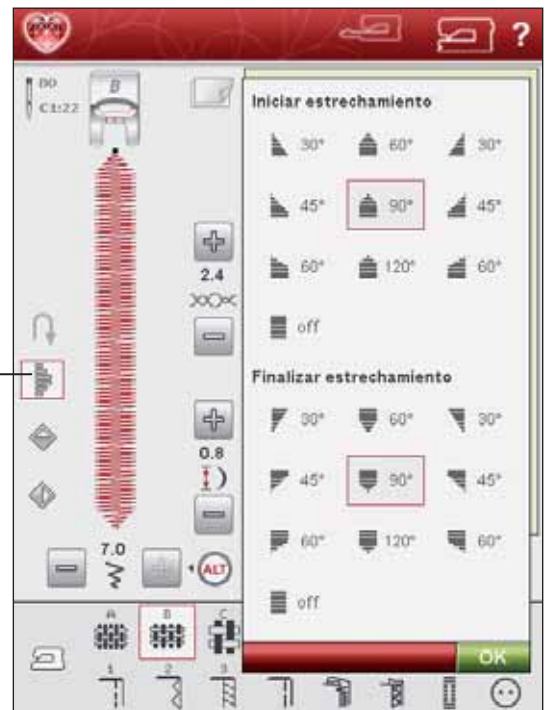 ?
80
C1:22
B
Iniciar estrechamiento
30° 60° 30°
45° 90° 45°
60° 120° 60°
off
2.4
Finalizar estrechamiento
30° 60° 30°
45° 90° 45°
60° 120° 60°
off
0.8
7.0
ALT
OK
A B C
1 2 3